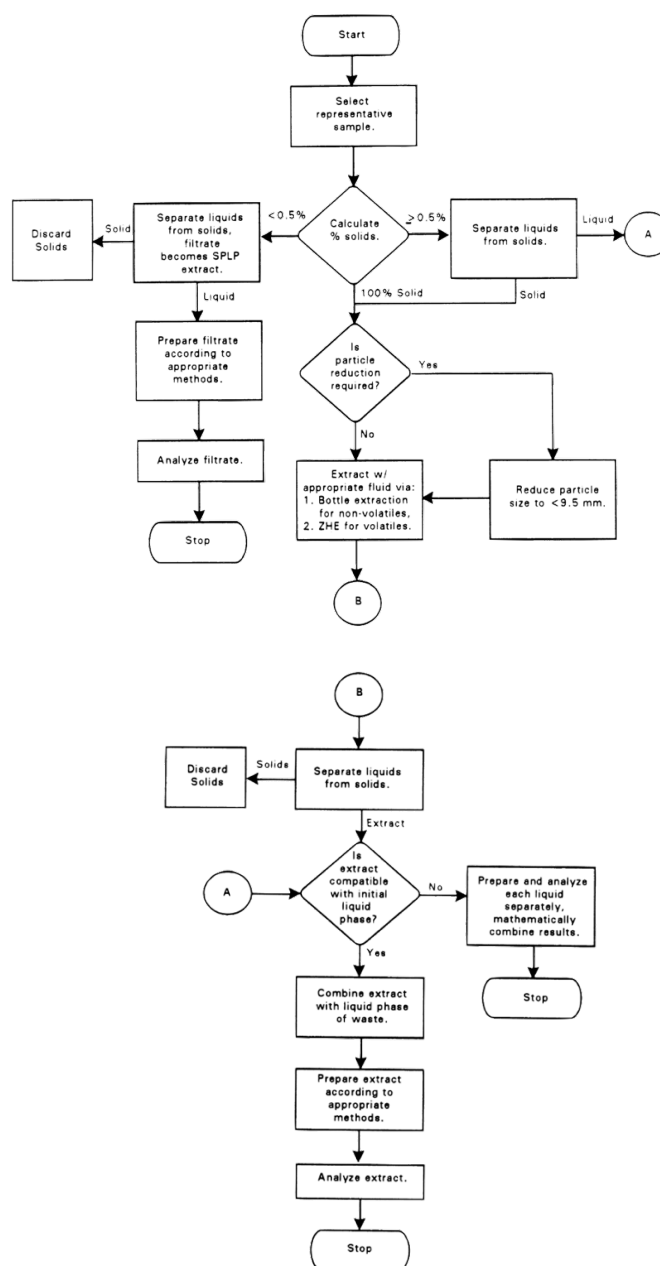 Start
Select
representative
sample.
Calculate
% solids.
<0.5%
≥0.5%
100% Solid
Separate liquids
from solids,
filtrate
becomes SPLP
extract.
Solid
Discard
Solids
Liquid
Prepare filtrate
according to
appropriate
methods.
Analyze filtrate.
Stop
Separate liquids
from solids.
Liquid
A
Solid
Is
particle
reduction
required?
Yes
No
Reduce particle
size to <9.5 mm.
Extract w/
appropriate fluid via:
1. Bottle extraction
for non-volatiles,
2. ZHE for volatiles.
B
B
Separate liquids
from solids.
Solids
Discard
Solids
Extract
A
Is
extract
compatible
with initial
liquid
phase?
No
Prepare and analyze
each liquid
separately,
mathematically
combine results.
Stop
Yes
Combine extract
with liquid phase
of waste.
Prepare extract
according to
appropriate
methods.
Analyze extract.
Stop